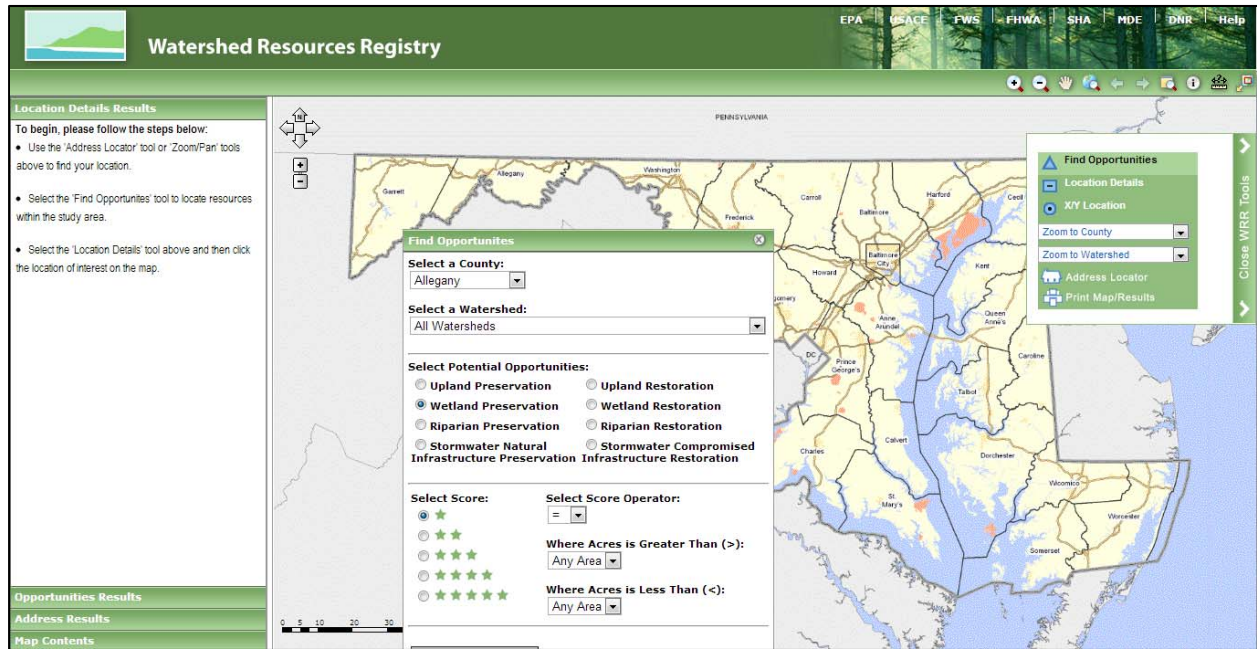 EPA USACE FWS FHWA SHA MDE DNR Help
Watershed Resources Registry
Location Details Results
To begin, please follow the steps below:
• Use the 'Address Locator' tool or 'Zoom/Pan' tools
above to find your location.
• Select the 'Find Opportunites' tool to locate resources
within the study area.
• Select the 'Location Details' tool above and then click
the location of interest on the map.
Opportunities Results
Address Results
Map Contents
N
+
-
PENNSYLVANIA
Garrett
Allegany
Washington
Frederick
Carroll
Baltimore
Harford
Cecil
Baltimore
City
Howard
Kent
Anne
Arundel
Queen
Anne's
DC
Prince
George's
Caroline
Talbot
Charles
Calvert
Dorchester
St.
Mary's
Wicomico
Worcester
Somerset
0 5 10 20 30
Find Opportunites
Select a County:
Allegany
Select a Watershed:
All Watersheds
Select Potential Opportunities:
Upland Preservation Upland Restoration
Wetland Preservation Wetland Restoration
Riparian Preservation Riparian Restoration
Stormwater Natural Stormwater Compromised
Infrastructure Preservation Infrastructure Restoration
Select Score: Select Score Operator:
=
Where Acres is Greater Than (>):
Any Area
Where Acres is Less Than (<):
Any Area
Find Opportunities
Location Details
X/Y Location
Zoom to County
Zoom to Watershed
Address Locator
Print Map/Results
Close WRR Tools